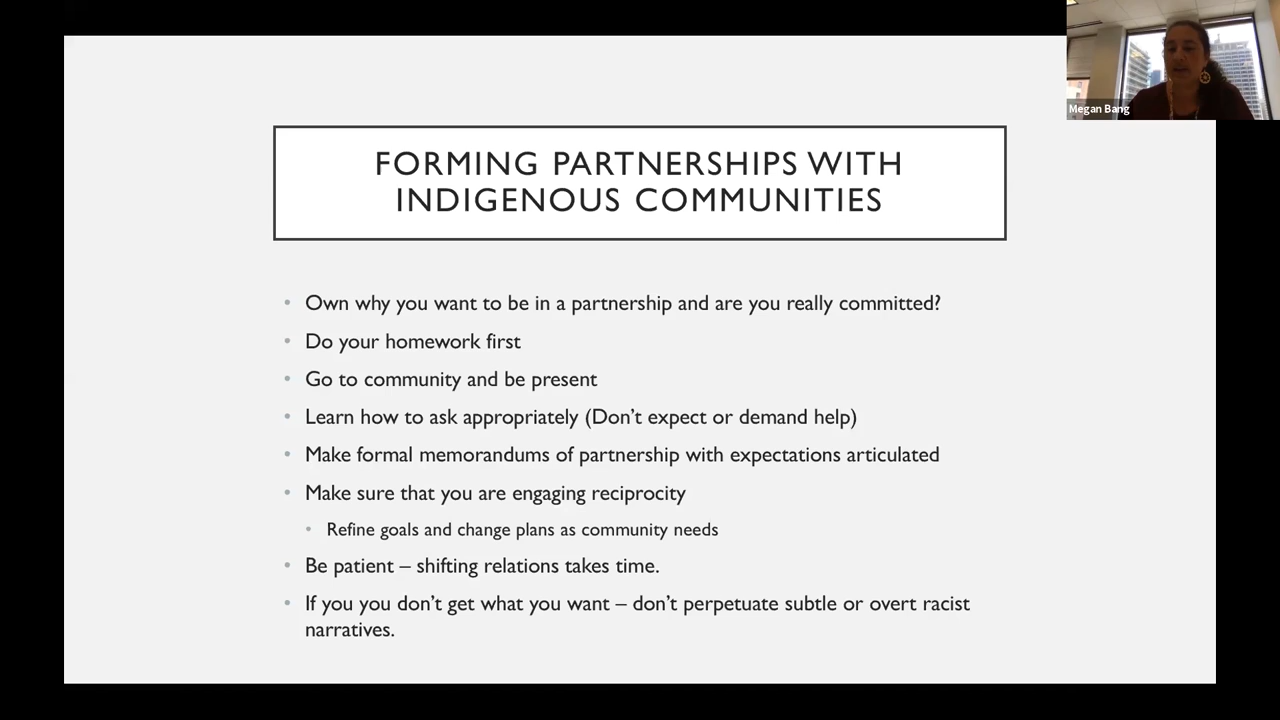 Megan Bang
FORMING PARTNERSHIPS WITH
INDIGENOUS COMMUNITIES
• Own why you want to be in a partnership and are you really committed?
• Do your homework first
• Go to community and be present
• Learn how to ask appropriately (Don’t expect or demand help)
• Make formal memorandums of partnership with expectations articulated
• Make sure that you are engaging reciprocity
• Refine goals and change plans as community needs
• Be patient – shifting relations takes time.
• If you you don’t get what you want – don’t perpetuate subtle or overt racist
narratives.